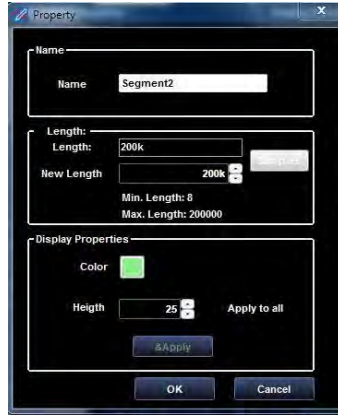 Property
x
Name
Name Segment2
Length:
Length: 200k
New Length 200k
Min. Length: 8
Max. Length: 200000
Display Properties
Color
Heigth 25 Apply to all
&Apply
OK Cancel